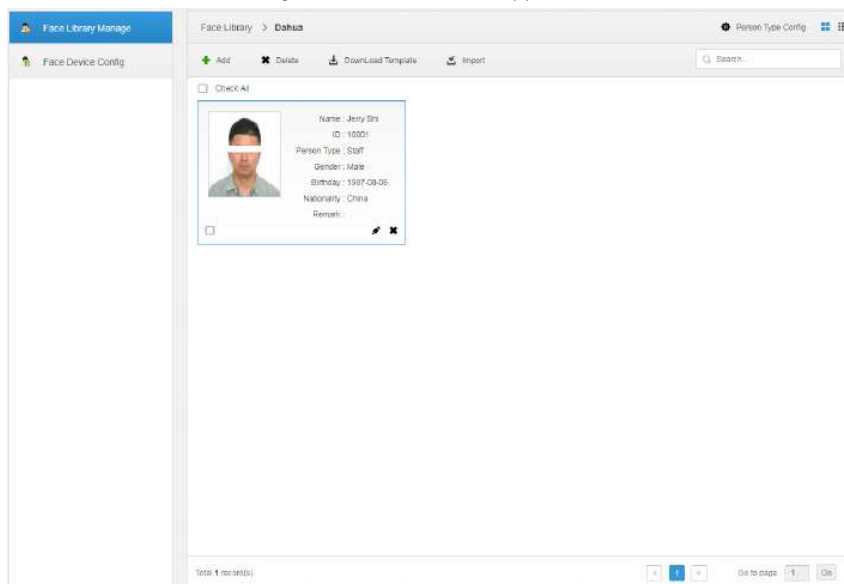 Face Library Manage
Face Device Config
Face Library > Dahua
Person Type Config
Add Delete DownLoad Template Import
Search...
Check All
Name : Jerry Shi
ID : 10001
Person Type : Staff
Gender : Male
Birthday : 1987-08-06
Nationality : China
Remark :
Total 1 record(s).
1
Go to page 1 Go